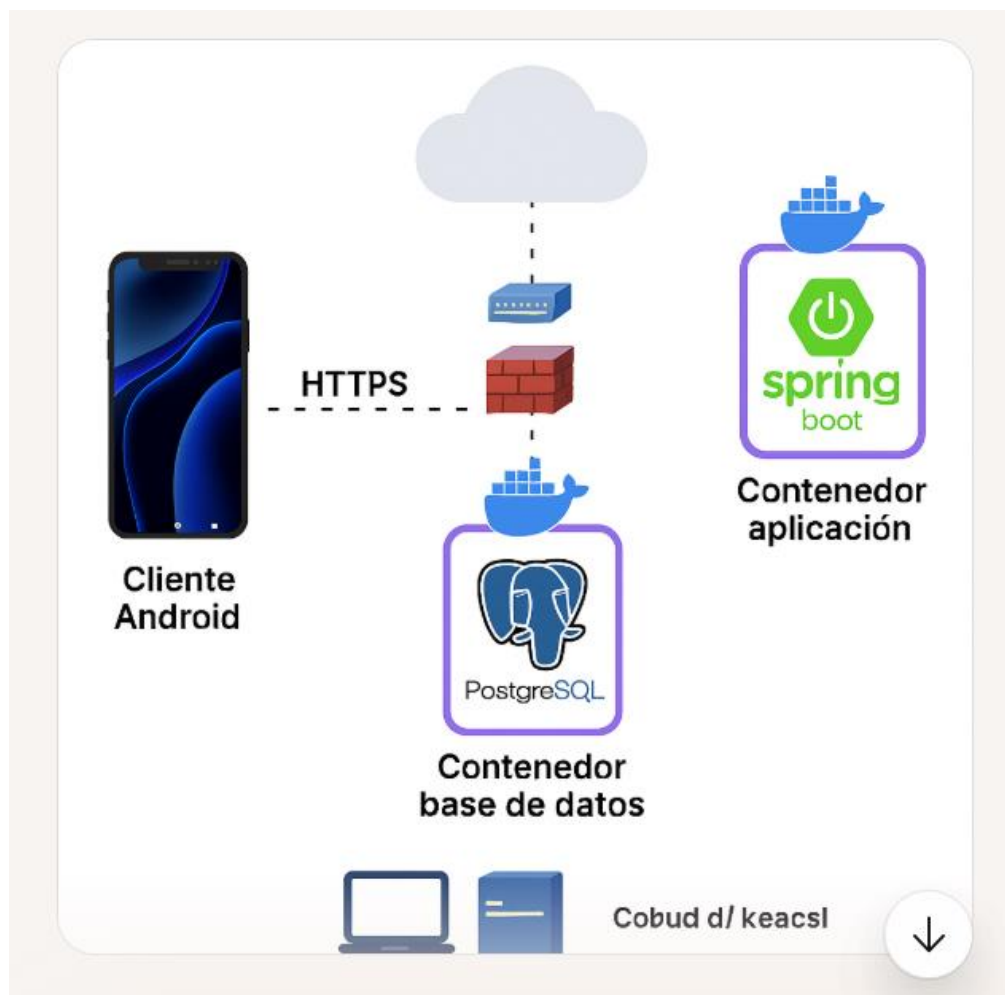 HTTPS
spring
boot
Contenedor
aplicación
Cliente
Android
PostgreSQL
Contenedor
base de datos
Cobud d/ keacsl